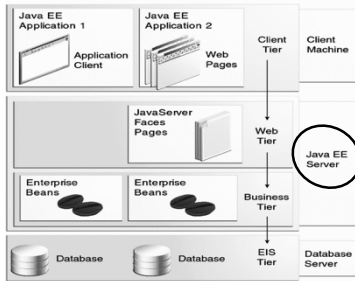 Java EE
Application 1
Java EE
Application 2
Application
Client
Web
Pages
Client
Tier
Client
Machine
JavaServer
Faces
Pages
Web
Tier
Java EE
Server
Enterprise
Beans
Enterprise
Beans
Business
Tier
Database
Database
EIS
Tier
Database
Server